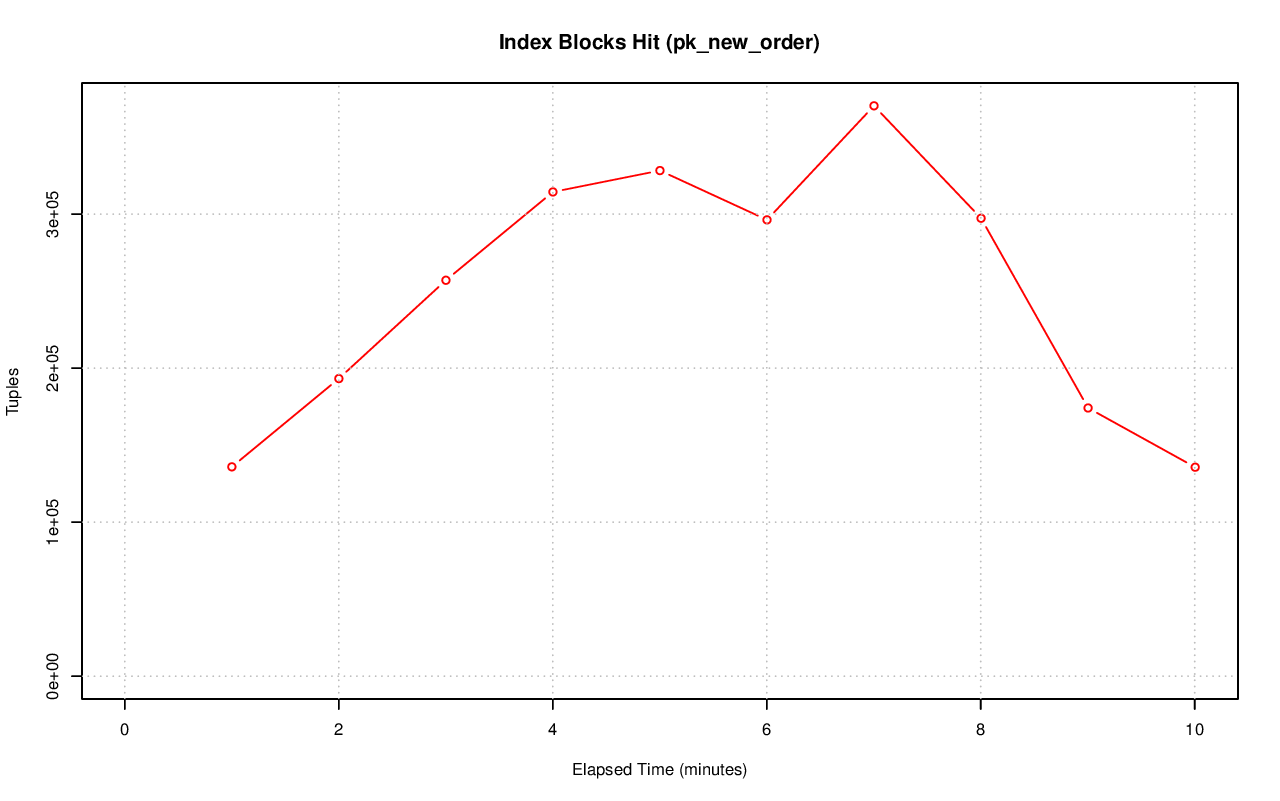 Index Blocks Hit (pk_new_order)
Tuples
3e+05
2e+05
1e+05
0e+00
0 2 4 6 8 10
Elapsed Time (minutes)